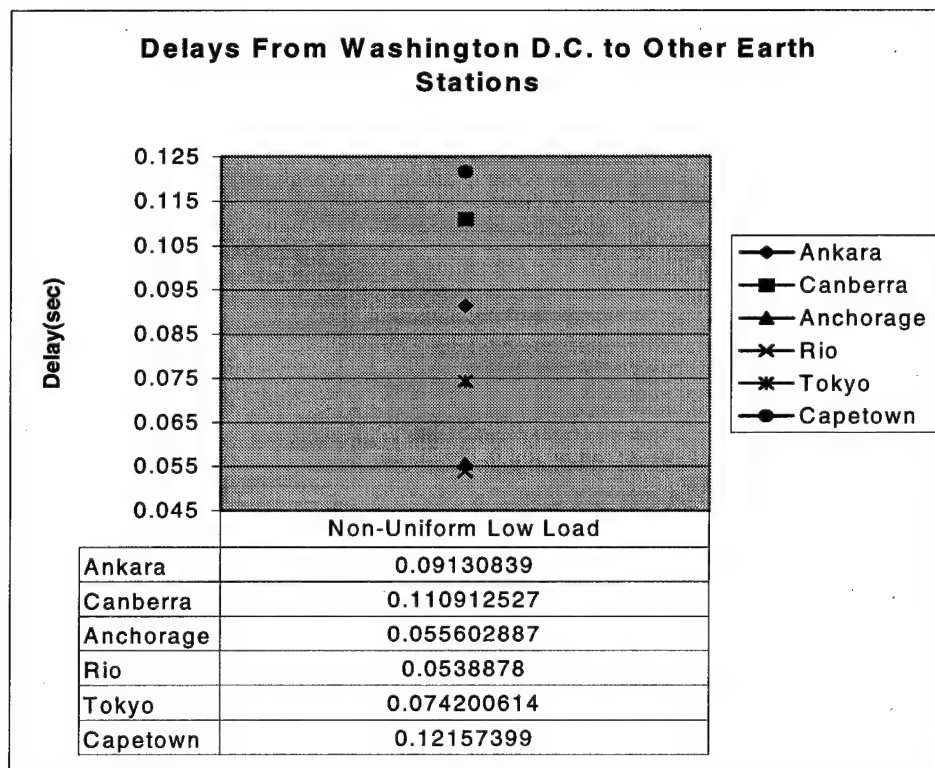 Delays From Washington D.C. to Other Earth
Stations
0.125
0.115
0.105
0.095
0.085
0.075
0.065
0.055
0.045
Delay(sec)
Ankara
Canberra
Anchorage
Rio
Tokyo
Capetown
Non-Uniform Low Load
Ankara 0.09130839
Canberra 0.110912527
Anchorage 0.055602887
Rio 0.0538878
Tokyo 0.074200614
Capetown 0.12157399